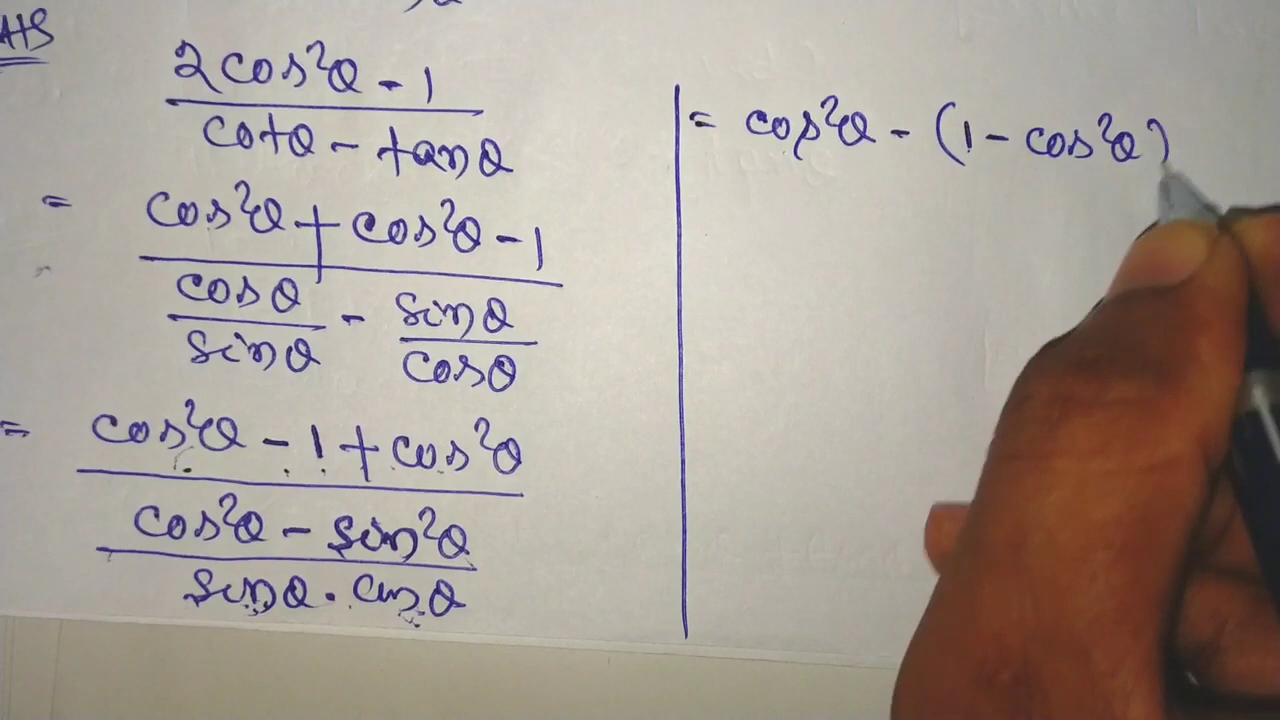 2cos²θ - 1
cotθ - tanθ
= cos²θ + cos²θ - 1
cosθ - sinθ
sinθ cosθ
= cos²θ - 1 + cos²θ
cos²θ - sin²θ
sinθ . cosθ
= cos²θ - (1 - cos²θ)